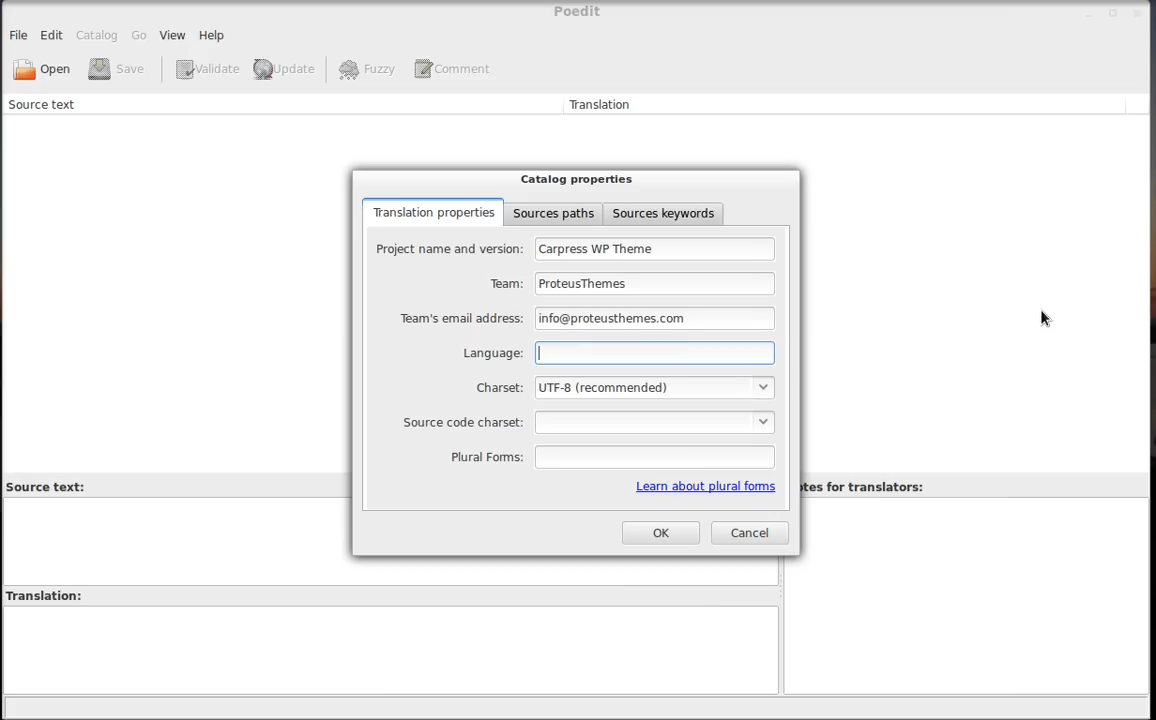 Poedit
File Edit Catalog Go View Help
Open Save Validate Update Fuzzy Comment
Source text Translation
Catalog properties
Translation properties Sources paths Sources keywords
Project name and version: Carpress WP Theme
Team: ProteusThemes
Team's email address: info@proteusthemes.com
Language:
Charset: UTF-8 (recommended)
Source code charset:
Plural Forms:
Learn about plural forms
OK Cancel
Source text: otes for translators:
Translation: